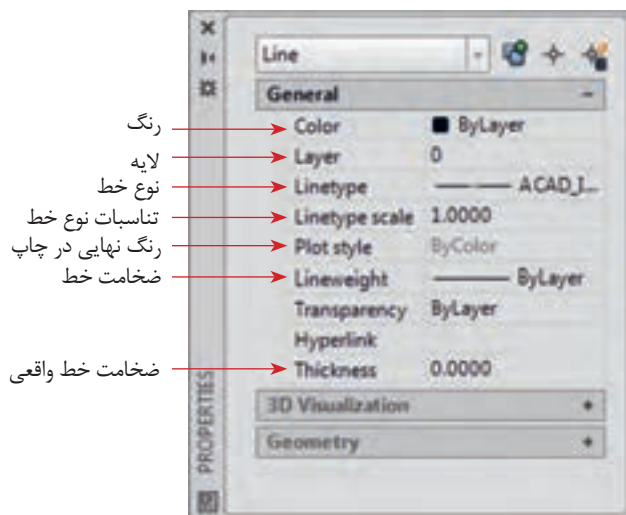 Line
General
رنگ Color ByLayer
لایه Layer 0
نوع خط Linetype ACAD_I...
تناسبات نوع خط Linetype scale 1.0000
رنگ نهایی در چاپ Plot style ByColor
ضخامت خط Lineweight ByLayer
Transparency ByLayer
Hyperlink
ضخامت خط واقعی Thickness 0.0000
3D Visualization
Geometry
PROPERTIES